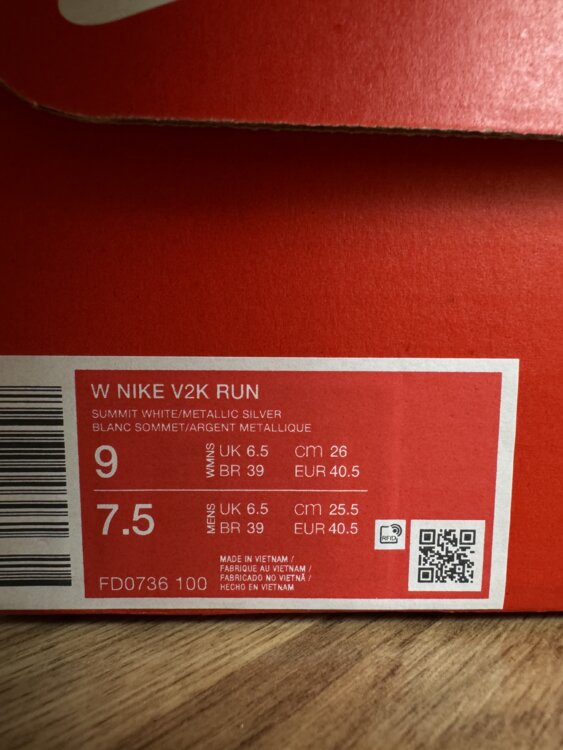 W NIKE V2K RUN
SUMMIT WHITE/METALLIC SILVER
BLANC SOMMET/ARGENT METALLIQUE
9 WMNS UK 6.5 cm 26
BR 39 EUR 40.5
7.5 MENS UK 6.5 cm 25.5
BR 39 EUR 40.5
RFID
MADE IN VIETNAM /
FABRIQUE AU VIETNAM /
FABRICADO NO VIETNÃ /
HECHO EN VIETNAM
FD0736 100